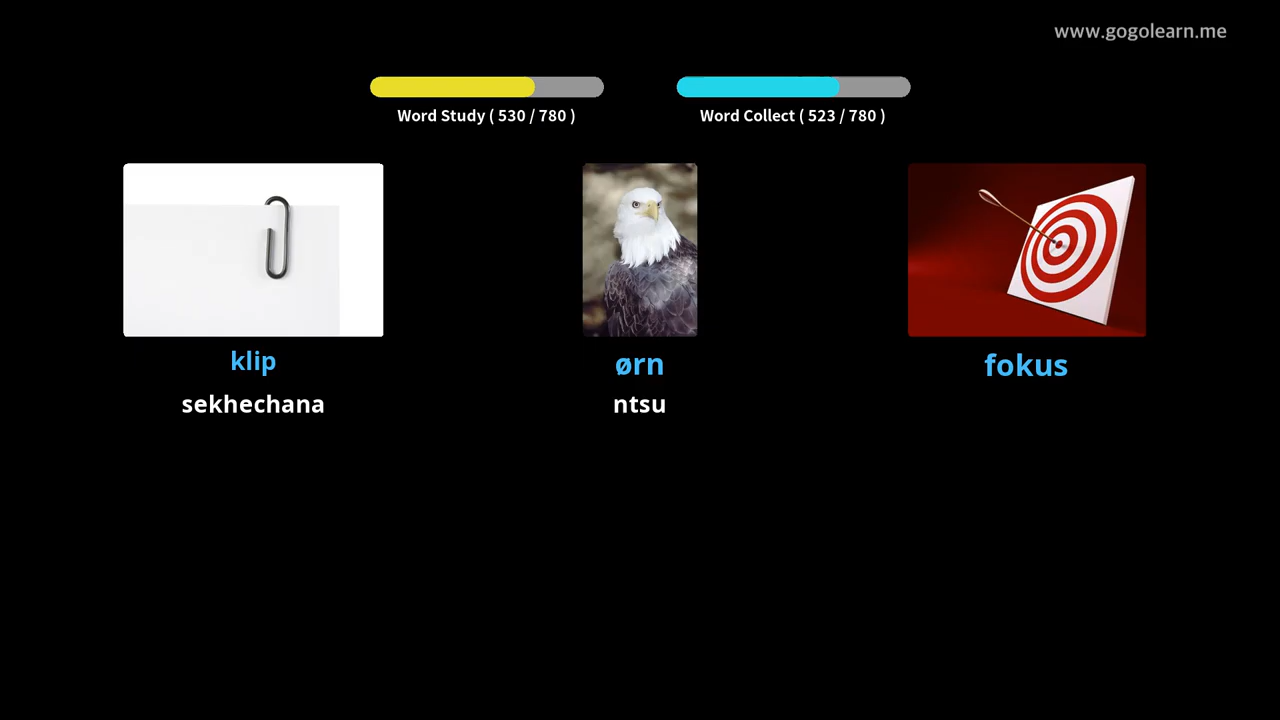 www.gogolearn.me
Word Study ( 530 / 780 )
Word Collect ( 523 / 780 )
klip
ørn
fokus
sekhechana
ntsu